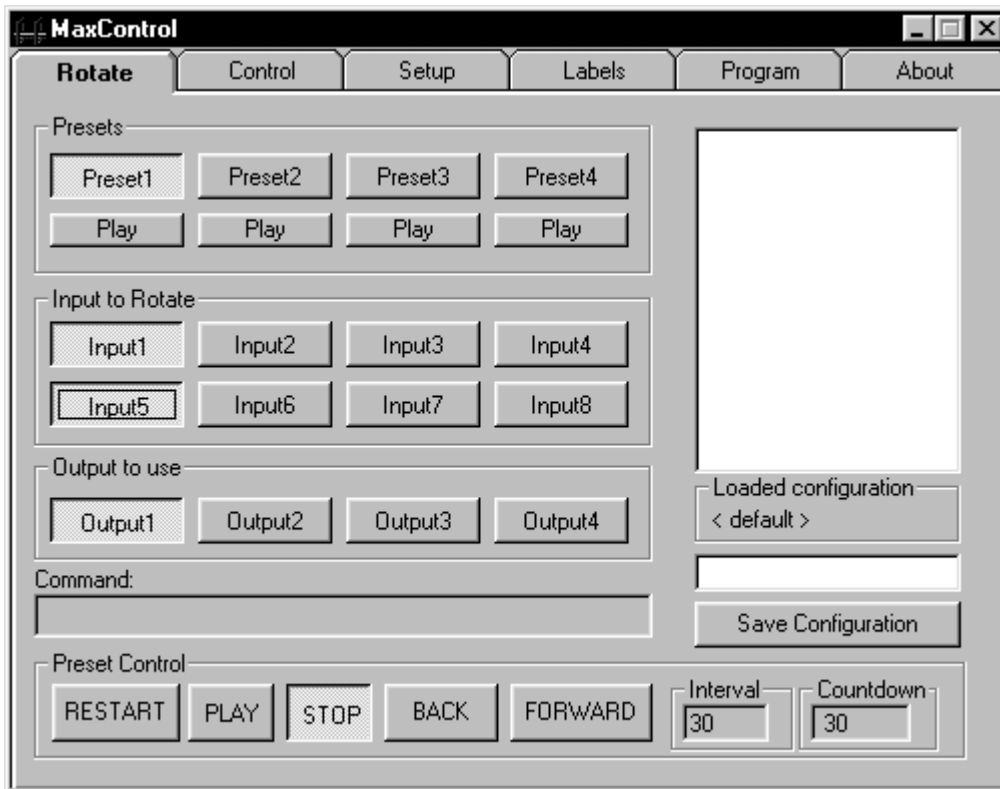 MaxControl
Rotate Control Setup Labels Program About
Presets
Preset1 Preset2 Preset3 Preset4
Play Play Play Play
Input to Rotate
Input1 Input2 Input3 Input4
Input5 Input6 Input7 Input8
Output to use
Output1 Output2 Output3 Output4
Command:
Loaded configuration
< default >
Save Configuration
Preset Control
RESTART PLAY STOP BACK FORWARD
Interval
30
Countdown
30